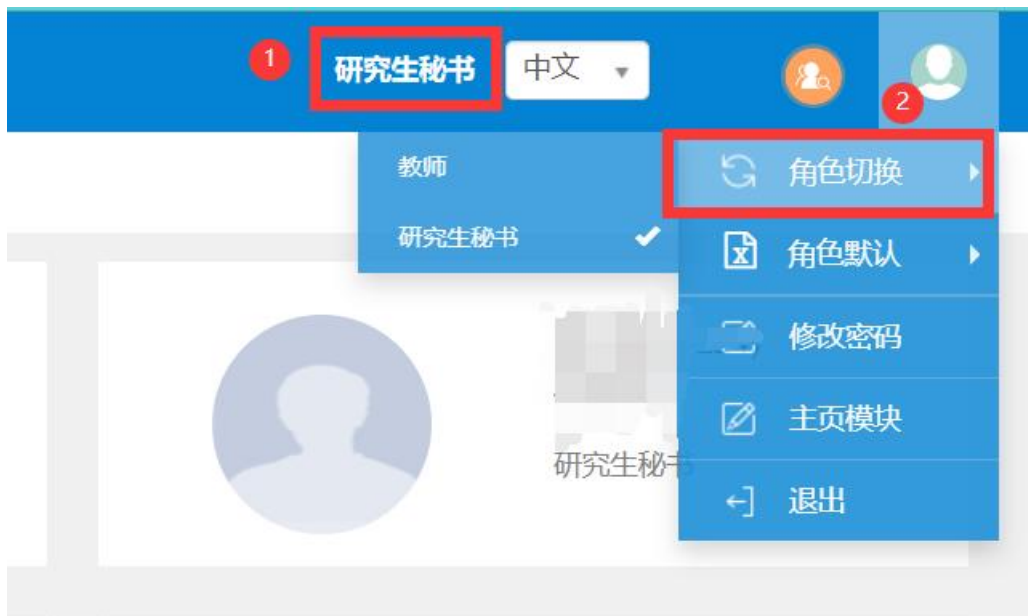 1
研究生秘书
中文
2
教师
研究生秘书
角色切换
角色默认
修改密码
主页模块
退出
研究生秘书